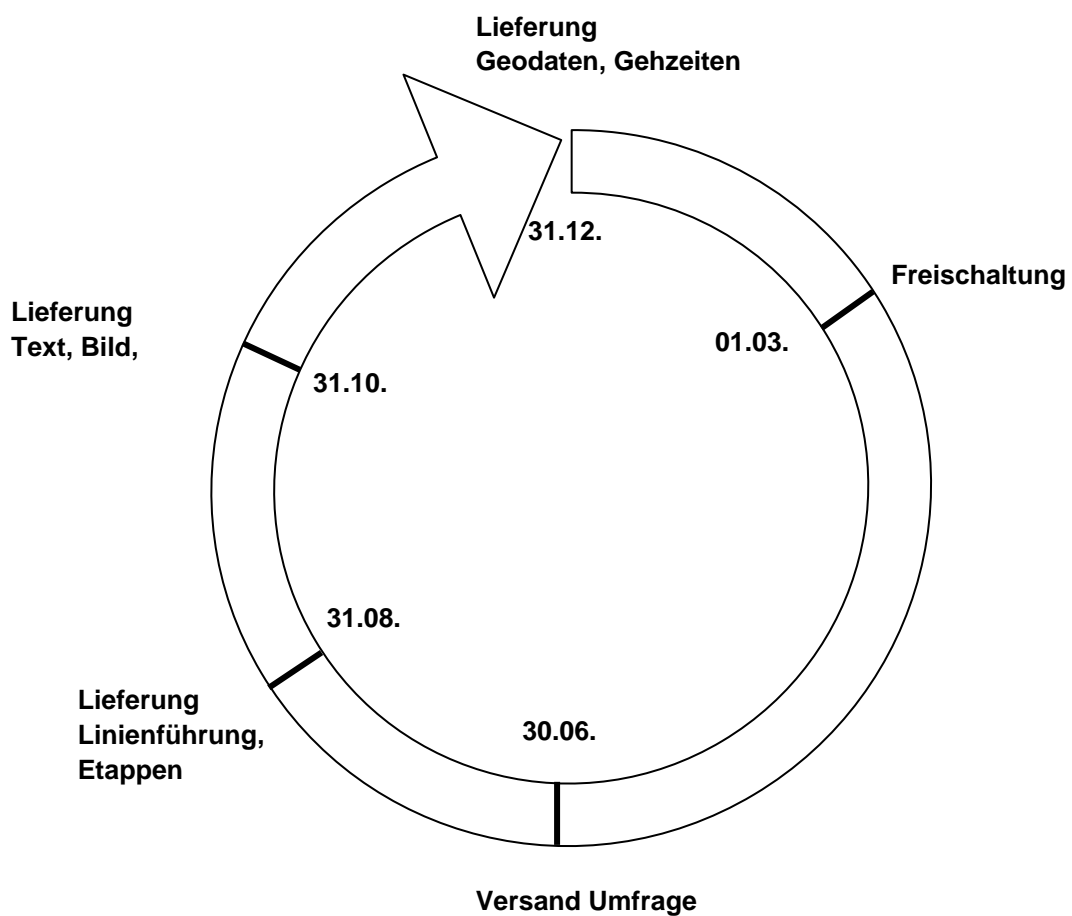 Lieferung
Geodaten, Gehzeiten
31.12.
Freischaltung
01.03.
Lieferung
Text, Bild,
31.10.
31.08.
Lieferung
Linienführung,
Etappen
30.06.
Versand Umfrage